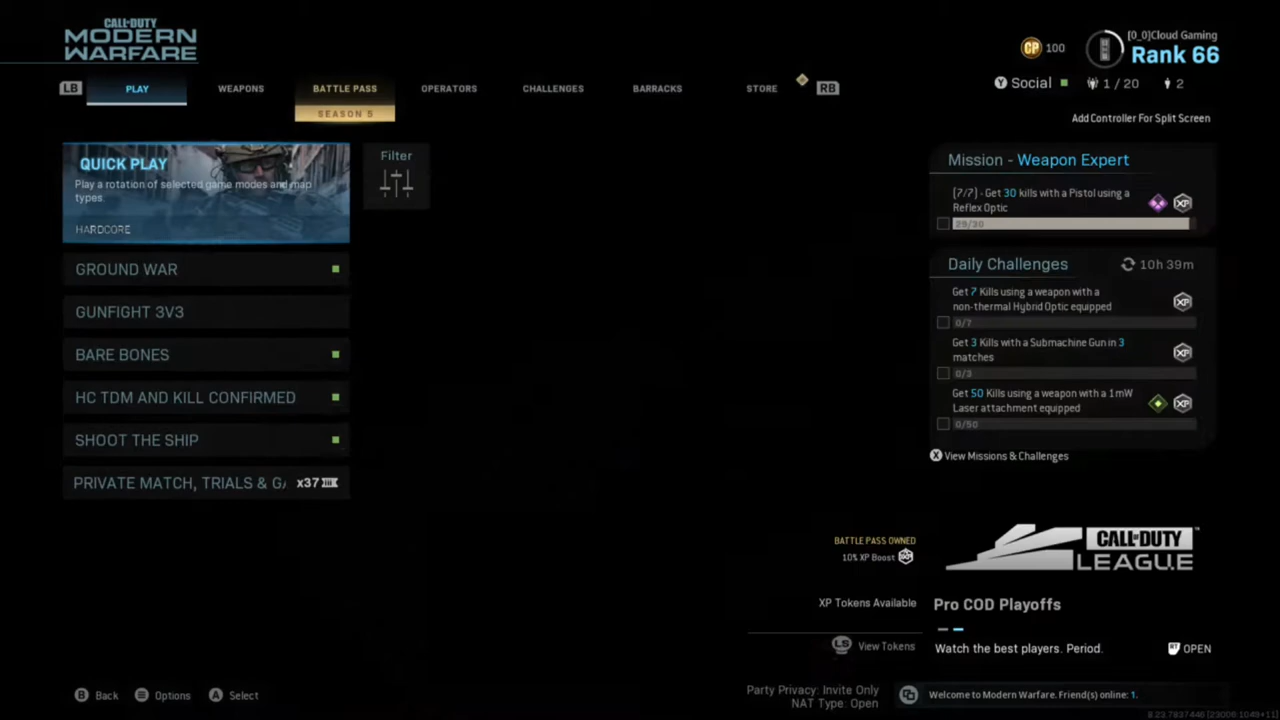 CALL OF DUTY
MODERN
WARFARE
CP 100
[0_0]Cloud Gaming
Rank 66
LB
PLAY
WEAPONS
BATTLE PASS
SEASON 5
OPERATORS
CHALLENGES
BARRACKS
STORE
RB
Y Social
1 / 20
2
Add Controller For Split Screen
QUICK PLAY
Play a rotation of selected game modes and map
types.
HARDCORE
Filter
GROUND WAR
GUNFIGHT 3V3
BARE BONES
HC TDM AND KILL CONFIRMED
SHOOT THE SHIP
PRIVATE MATCH, TRIALS & GA
x37
Mission - Weapon Expert
[7/7] - Get 30 kills with a Pistol using a
Reflex Optic
XP
29/30
Daily Challenges
10h 39m
Get 7 Kills using a weapon with a
non-thermal Hybrid Optic equipped
XP
0/7
Get 3 Kills with a Submachine Gun in 3
matches
XP
0/3
Get 50 Kills using a weapon with a 1mW
Laser attachment equipped
XP
0/50
X View Missions & Challenges
BATTLE PASS OWNED
10% XP Boost
XP Tokens Available
LS View Tokens
CALL OF DUTY
LEAGUE
™
Pro COD Playoffs
Watch the best players. Period.
RT OPEN
B Back
Options
A Select
Party Privacy: Invite Only
NAT Type: Open
Welcome to Modern Warfare. Friend(s) online: 1.